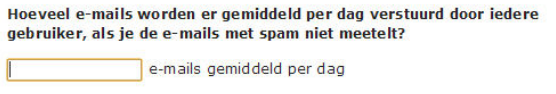 Hoeveel e-mails worden er gemiddeld per dag verstuurd door iedere
gebruiker, als je de e-mails met spam niet meetelt?
e-mails gemiddeld per dag